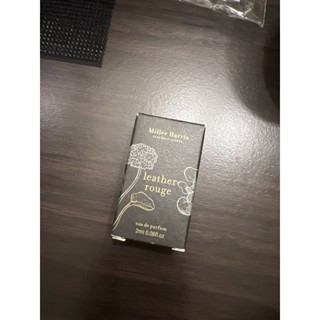 Miller Harris
leather
rouge
eau de parfum
2ml 0.06fl oz